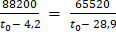 88200/(t₀ − 4,2) = 65520/(t₀ − 28,9)